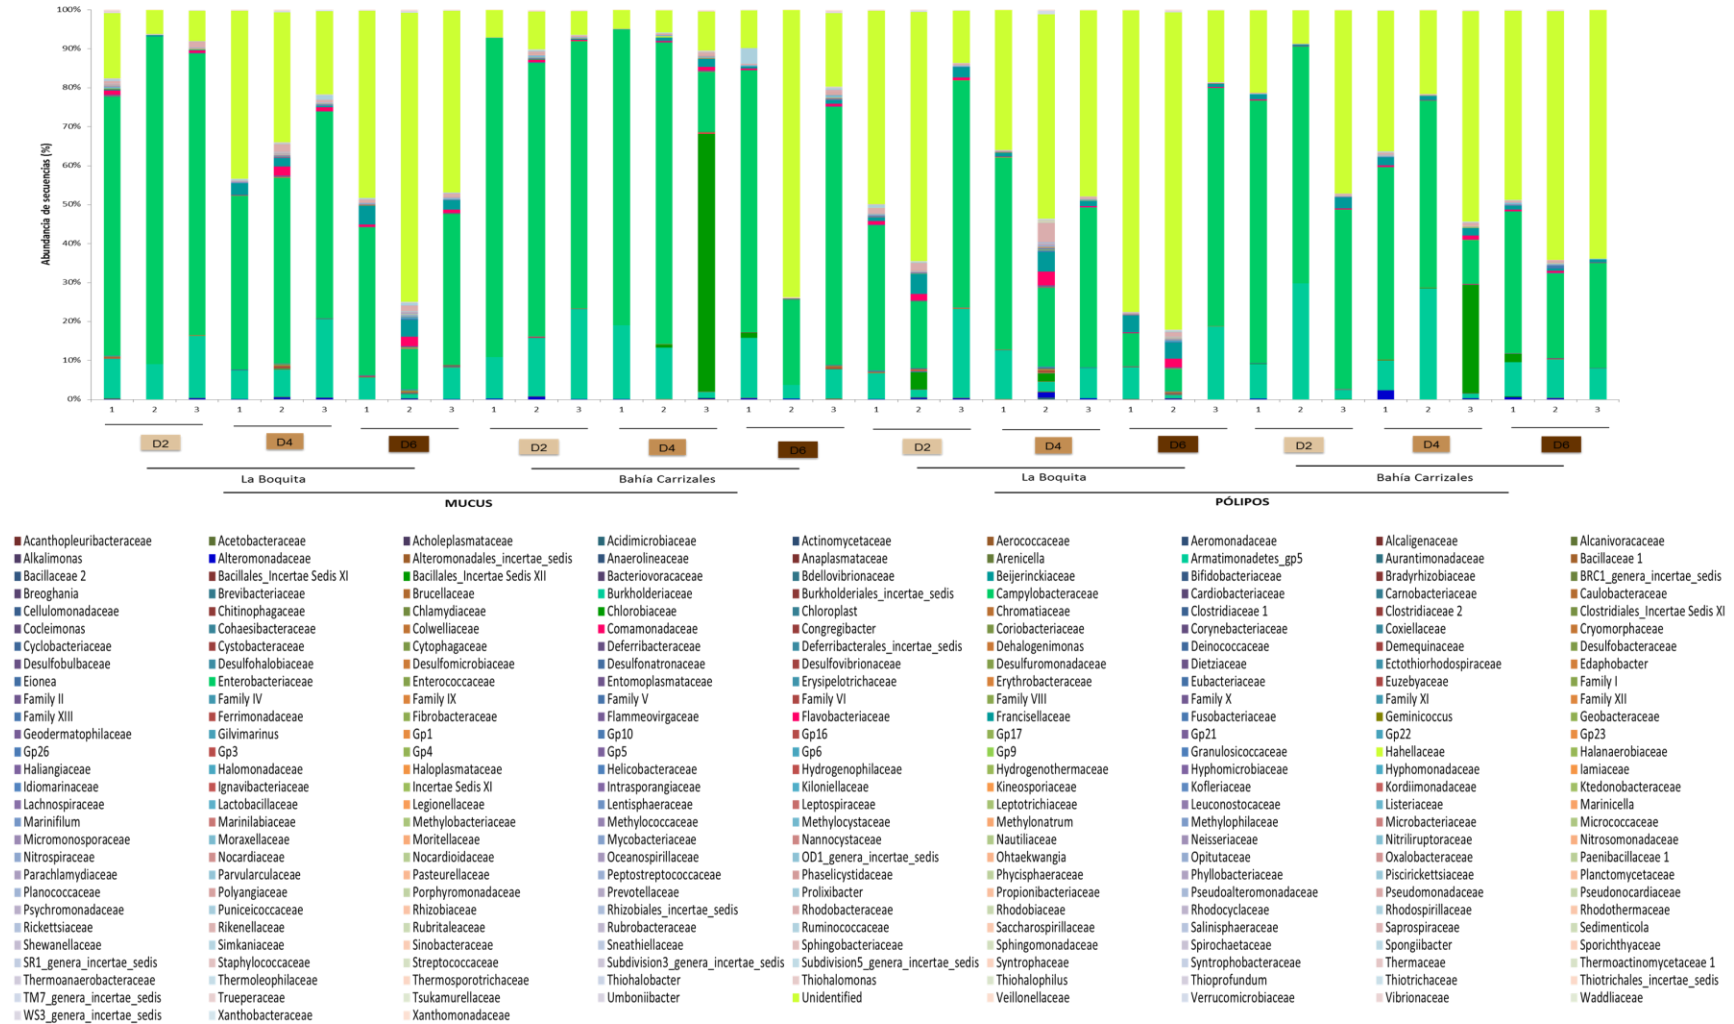 100%
90%
80%
70%
60%
50%
40%
30%
20%
10%
0%
Abundancia de secuencias (%)
1 2 3 1 2 3 1 2 3 1 2 3 1 2 3 1 2 3 1 2 3 1 2 3 1 2 3 1 2 3 1 2 3 1 2 3
D2 D4 D6 D2 D4 D6 D2 D4 D6 D2 D4 D6
La Boquita Bahía Carrizales La Boquita Bahía Carrizales
MUCUS PÓLIPOS
Acanthopleuribacteraceae Acetobacteraceae Acholeplasmataceae Acidimicrobiaceae Actinomycetaceae Aerococcaceae Aeromonadaceae Alcaligenaceae Alcanivoracaceae
Alkalimonas Alteromonadaceae Alteromonadales_incertae_sedis Anaerolineaceae Anaplasmataceae Arenicella Armatimonadetes_gp5 Aurantimonadaceae Bacillaceae 1
Bacillaceae 2 Bacillales_Incertae Sedis XI Bacillales_Incertae Sedis XII Bacteriovoracaceae Bdellovibrionaceae Beijerinckiaceae Bifidobacteriaceae Bradyrhizobiaceae BRC1_genera_incertae_sedis
Breoghania Brevibacteriaceae Brucellaceae Burkholderiaceae Burkholderiales_incertae_sedis Campylobacteraceae Cardiobacteriaceae Carnobacteriaceae Caulobacteraceae
Cellulomonadaceae Chitinophagaceae Chlamydiaceae Chlorobiaceae Chloroplast Chromatiaceae Clostridiaceae 1 Clostridiaceae 2 Clostridiales_Incertae Sedis XI
Cocleimonas Cohaesibacteraceae Colwelliaceae Comamonadaceae Congregibacter Coriobacteriaceae Corynebacteriaceae Coxiellaceae Cryomorphaceae
Cyclobacteriaceae Cystobacteraceae Cytophagaceae Deferribacteraceae Deferribacterales_incertae_sedis Dehalogenimonas Deinococcaceae Demequinaceae Desulfobacteraceae
Desulfobulbaceae Desulfohalobiaceae Desulfomicrobiaceae Desulfonatronaceae Desulfovibrionaceae Desulfuromonadaceae Dietziaceae Ectothiorhodospiraceae Edaphobacter
Eionea Enterobacteriaceae Enterococcaceae Entomoplasmataceae Erysipelotrichaceae Erythrobacteraceae Eubacteriaceae Euzebyaceae Family I
Family II Family IV Family IX Family V Family VI Family VIII Family X Family XI Family XII
Family XIII Ferrimonadaceae Fibrobacteraceae Flammeovirgaceae Flavobacteriaceae Francisellaceae Fusobacteriaceae Geminicoccus Geobacteraceae
Geodermatophilaceae Gilvimarinus Gp1 Gp10 Gp16 Gp17 Gp21 Gp22 Gp23
Gp26 Gp3 Gp4 Gp5 Gp6 Gp9 Granulosicoccaceae Hahellaceae Halanaerobiaceae
Haliangiaceae Halomonadaceae Haloplasmataceae Helicobacteraceae Hydrogenophilaceae Hydrogenothermaceae Hyphomicrobiaceae Hyphomonadaceae Iamiaceae
Idiomarinaceae Ignavibacteriaceae Incertae Sedis XI Intrasporangiaceae Kiloniellaceae Kineosporiaceae Kofleriaceae Kordiimonadaceae Ktedonobacteraceae
Lachnospiraceae Lactobacillaceae Legionellaceae Lentisphaeraceae Leptospiraceae Leptotrichiaceae Leuconostocaceae Listeriaceae Marinicella
Marinifilum Marinilabiaceae Methylobacteriaceae Methylococcaceae Methylocystaceae Methylonatrum Methylophilaceae Microbacteriaceae Micrococcaceae
Micromonosporaceae Moraxellaceae Moritellaceae Mycobacteriaceae Nannocystaceae Nautiliaceae Neisseriaceae Nitriliruptoraceae Nitrosomonadaceae
Nitrospiraceae Nocardiaceae Nocardioidaceae Oceanospirillaceae OD1_genera_incertae_sedis Ohtaekwangia Opitutaceae Oxalobacteraceae Paenibacillaceae 1
Parachlamydiaceae Parvularculaceae Pasteurellaceae Peptostreptococcaceae Phaselicystidaceae Phycisphaeraceae Phyllobacteriaceae Piscirickettsiaceae Planctomycetaceae
Planococcaceae Polyangiaceae Porphyromonadaceae Prevotellaceae Prolixibacter Propionibacteriaceae Pseudoalteromonadaceae Pseudomonadaceae Pseudonocardiaceae
Psychromonadaceae Puniceicoccaceae Rhizobiaceae Rhizobiales_incertae_sedis Rhodobacteraceae Rhodobiaceae Rhodocyclaceae Rhodospirillaceae Rhodothermaceae
Rickettsiaceae Rikenellaceae Rubritaleaceae Rubrobacteraceae Ruminococcaceae Saccharospirillaceae Salinisphaeraceae Saprospiraceae Sedimenticola
Shewanellaceae Simkaniaceae Sinobacteraceae Sneathiellaceae Sphingobacteriaceae Sphingomonadaceae Spirochaetaceae Spongiibacter Sporichthyaceae
SR1_genera_incertae_sedis Staphylococcaceae Streptococcaceae Subdivision3_genera_incertae_sedis Subdivision5_genera_incertae_sedis Syntrophaceae Syntrophobacteraceae Thermaceae Thermoactinomycetaceae 1
Thermoanaerobacteraceae Thermoleophilaceae Thermosporotrichaceae Thiohalobacter Thiohalomonas Thiohalophilus Thioprofundum Thiotrichaceae Thiotrichales_incertae_sedis
TM7_genera_incertae_sedis Trueperaceae Tsukamurellaceae Umboniibacter Unidentified Veillonellaceae Verrucomicrobiaceae Vibrionaceae Waddliaceae
WS3_genera_incertae_sedis Xanthobacteraceae Xanthomonadaceae